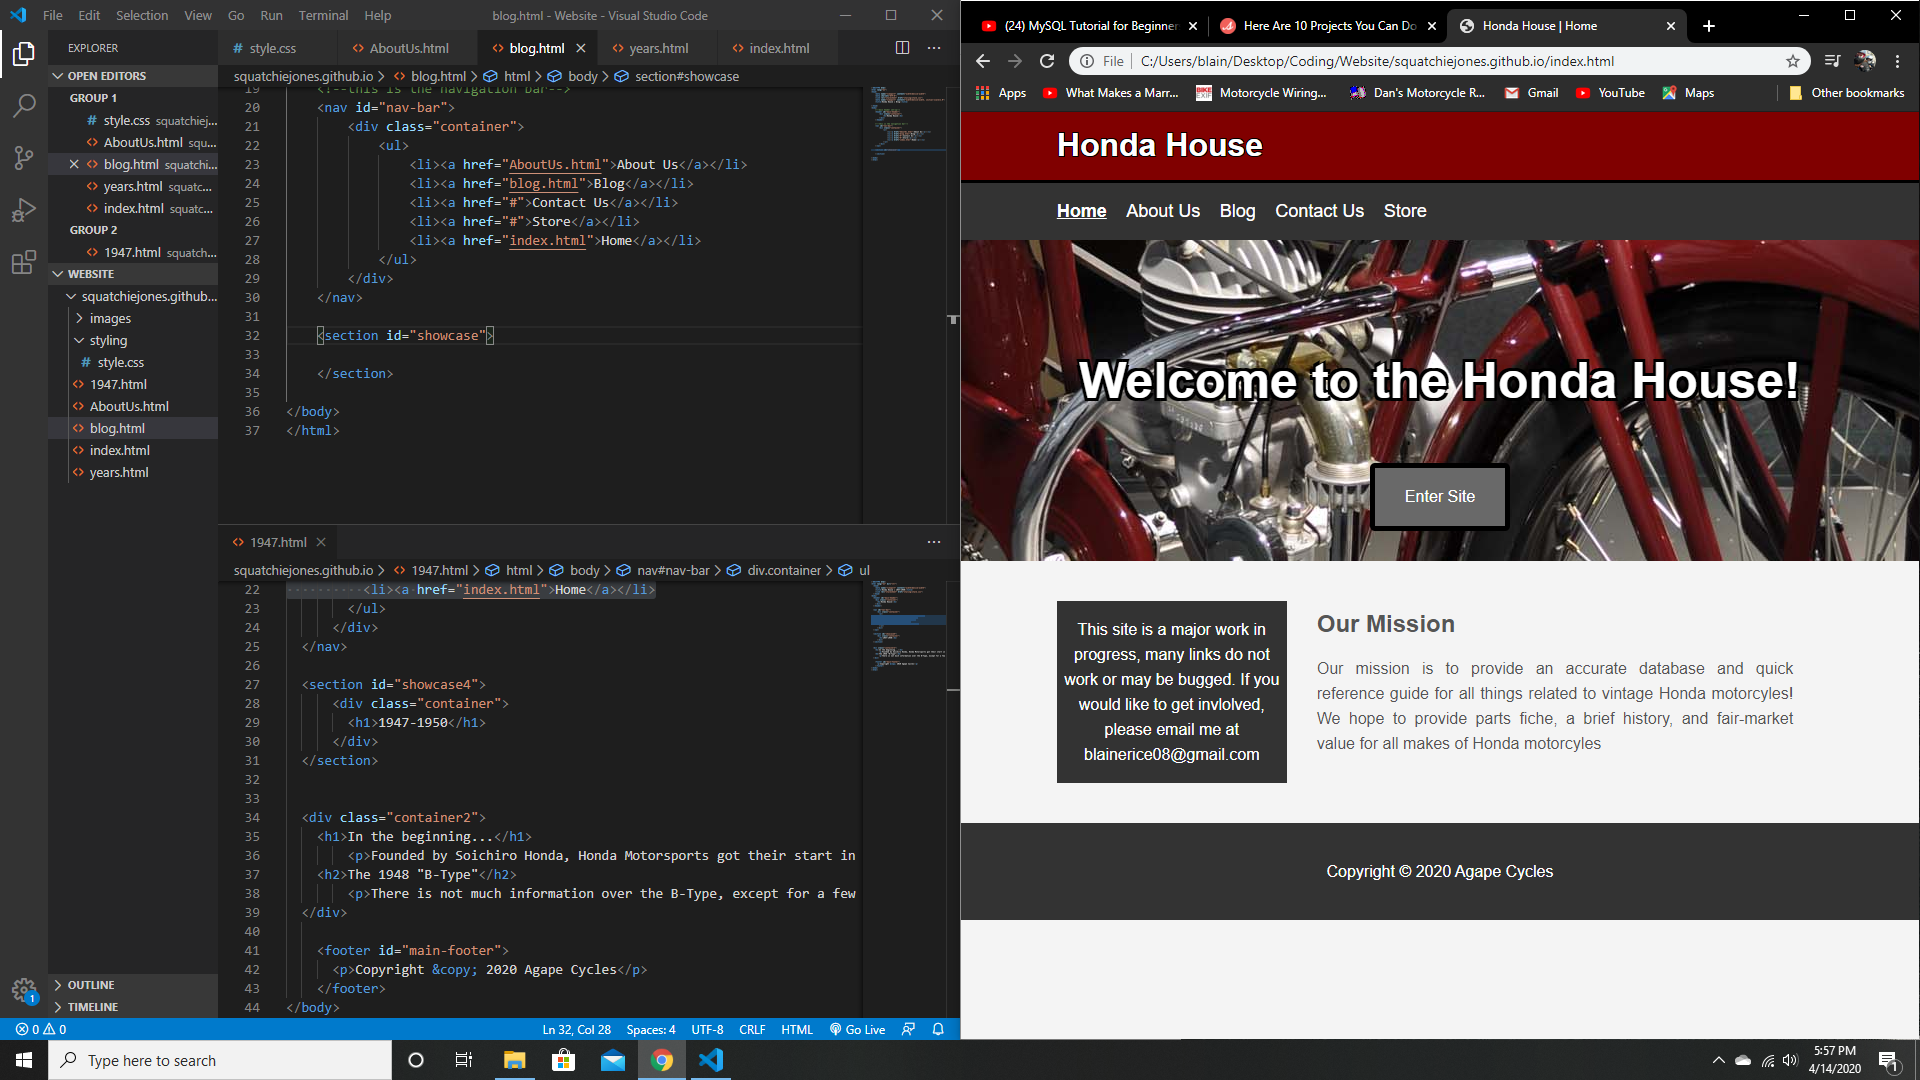 File Edit Selection View Go Run Terminal Help blog.html - Website - Visual Studio Code
EXPLORER
OPEN EDITORS
GROUP 1
style.css squatchiej...
AboutUs.html squ...
blog.html squatchi...
years.html squatc...
index.html squatc...
GROUP 2
1947.html squatch...
WEBSITE
squatchiejones.github...
images
styling
style.css
1947.html
AboutUs.html
blog.html
index.html
years.html
OUTLINE
TIMELINE
style.css AboutUs.html blog.html years.html index.html
squatchiejones.github.io > blog.html > html > body > section#showcase
19 <!--this is the navigation bar-->
20 <nav id="nav-bar">
21 <div class="container">
22 <ul>
23 <li><a href="AboutUs.html">About Us</a></li>
24 <li><a href="blog.html">Blog</a></li>
25 <li><a href="#">Contact Us</a></li>
26 <li><a href="#">Store</a></li>
27 <li><a href="index.html">Home</a></li>
28 </ul>
29 </div>
30 </nav>
31
32 <section id="showcase">
33
34 </section>
35
36 </body>
37 </html>
1947.html
squatchiejones.github.io > 1947.html > html > body > nav#nav-bar > div.container > ul
22 <li><a href="index.html">Home</a></li>
23 </ul>
24 </div>
25 </nav>
26
27 <section id="showcase4">
28 <div class="container">
29 <h1>1947-1950</h1>
30 </div>
31 </section>
32
33
34 <div class="container2">
35 <h1>In the beginning...</h1>
36 <p>Founded by Soichiro Honda, Honda Motorsports got their start in
37 <h2>The 1948 "B-Type"</h2>
38 <p>There is not much information over the B-Type, except for a few
39 </div>
40
41 <footer id="main-footer">
42 <p>Copyright &copy; 2020 Agape Cycles</p>
43 </footer>
44 </body>
1
0 0 Ln 32, Col 28 Spaces: 4 UTF-8 CRLF HTML Go Live
(24) MySQL Tutorial for Beginner Here Are 10 Projects You Can Do Honda House | Home
File C:/Users/blain/Desktop/Coding/Website/squatchiejones.github.io/index.html
Apps What Makes a Marr... Motorcycle Wiring... Dan's Motorcycle R... Gmail YouTube Maps Other bookmarks
Honda House
Home About Us Blog Contact Us Store
Welcome to the Honda House!
Enter Site
This site is a major work in
progress, many links do not
work or may be bugged. If you
would like to get invlolved,
please email me at
blainerice08@gmail.com
Our Mission
Our mission is to provide an accurate database and quick
reference guide for all things related to vintage Honda motorcyles!
We hope to provide parts fiche, a brief history, and fair-market
value for all makes of Honda motorcyles
Copyright © 2020 Agape Cycles
Type here to search
5:57 PM
4/14/2020
1